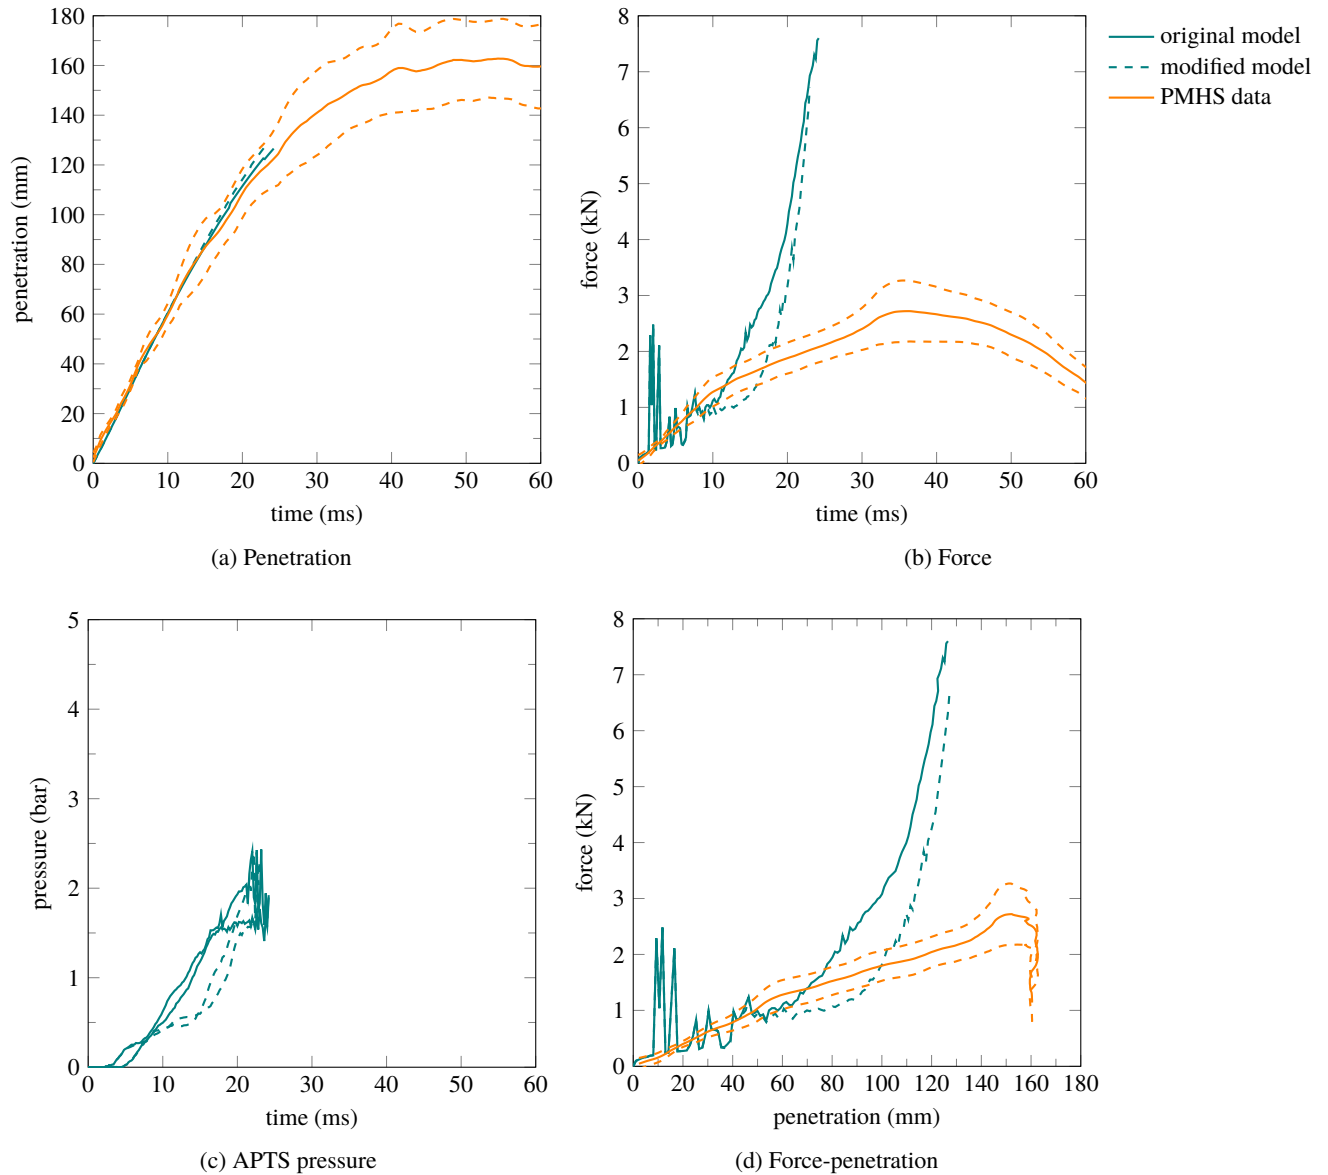 180
160
140
120
100
80
60
40
20
0
penetration (mm)
0 10 20 30 40 50 60
time (ms)
(a) Penetration
8
7
6
5
4
3
2
1
0
force (kN)
0 10 20 30 40 50 60
time (ms)
(b) Force
original model
modified model
PMHS data
5
4
3
2
1
0
pressure (bar)
0 10 20 30 40 50 60
time (ms)
(c) APTS pressure
8
7
6
5
4
3
2
1
0
force (kN)
0 20 40 60 80 100 120 140 160 180
penetration (mm)
(d) Force-penetration